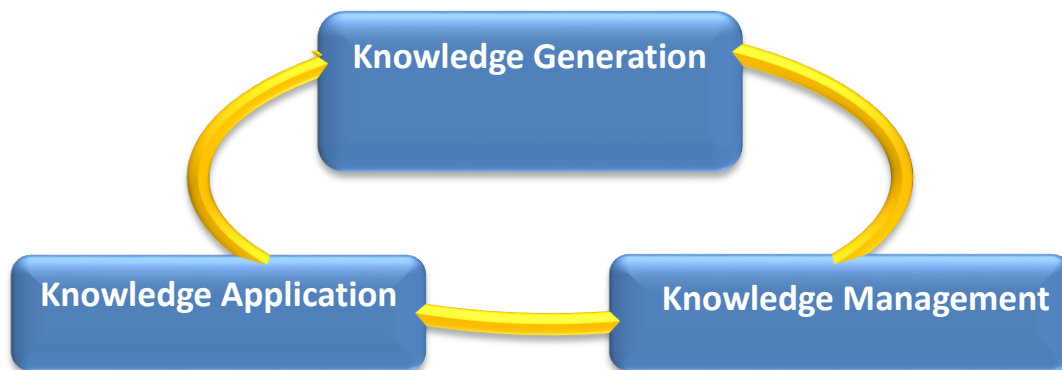 Knowledge Generation
Knowledge Application
Knowledge Management